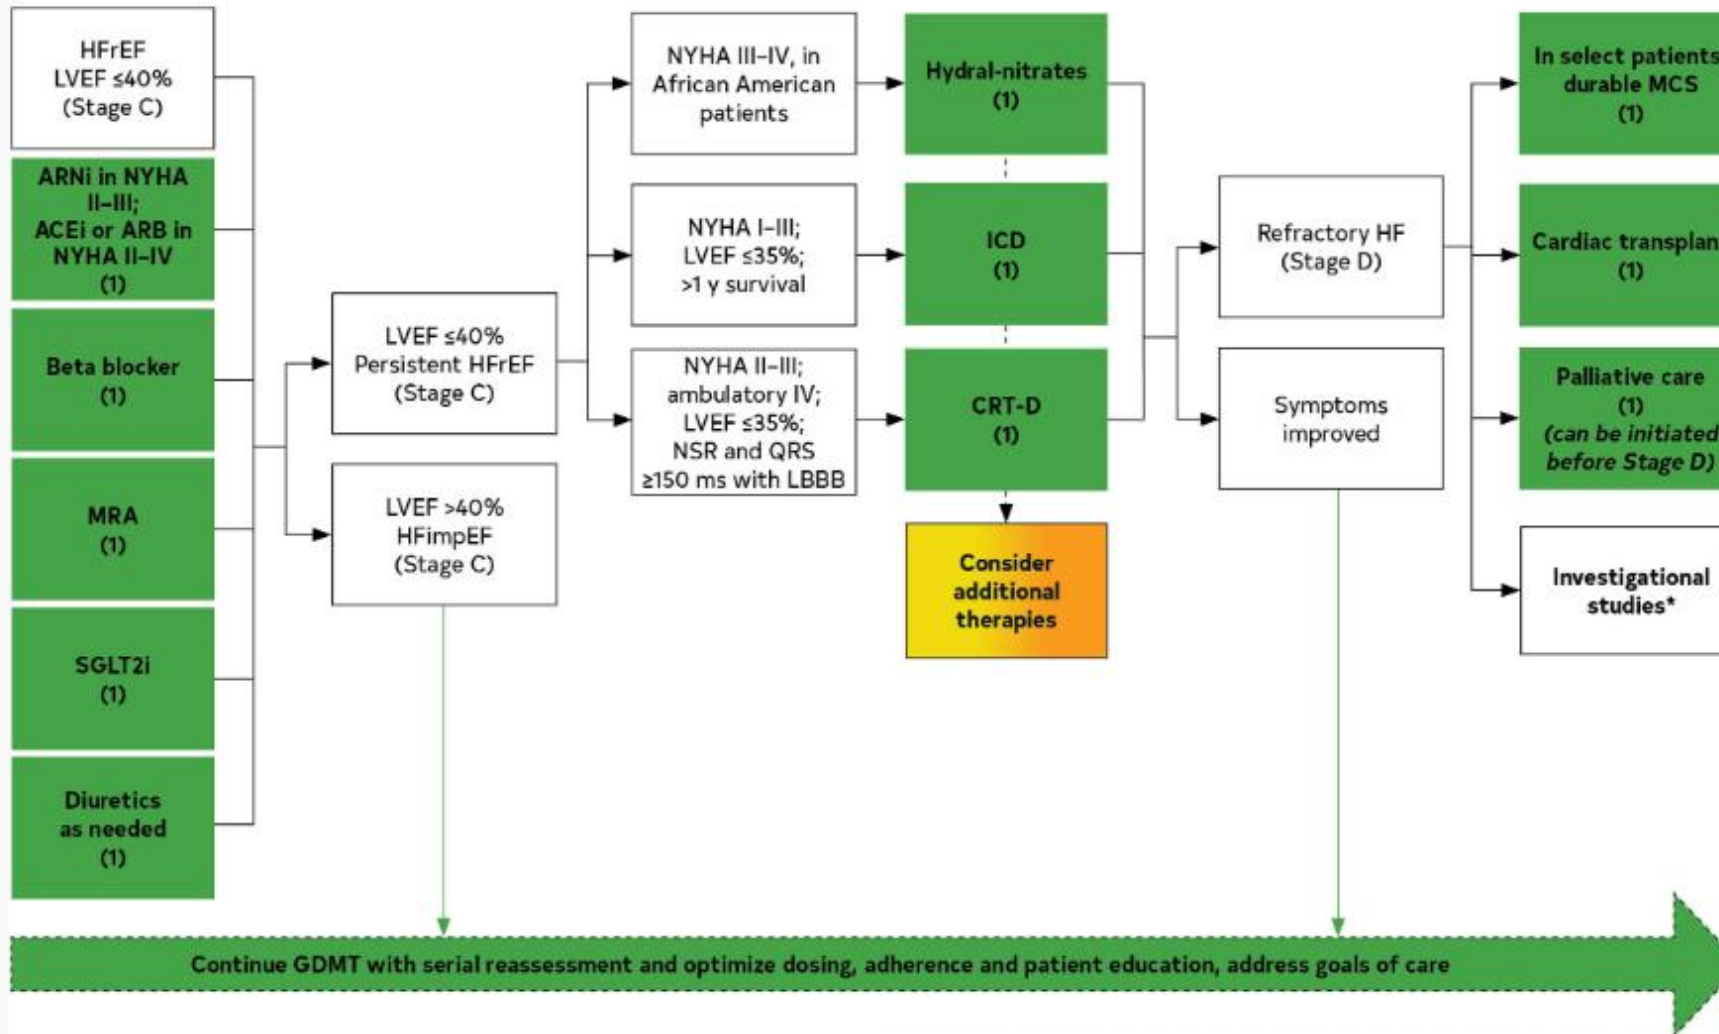 HFrEF
LVEF ≤40%
(Stage C)
ARNi in NYHA
II–III;
ACEi or ARB in
NYHA II–IV
(1)
Beta blocker
(1)
MRA
(1)
SGLT2i
(1)
Diuretics
as needed
(1)
LVEF ≤40%
Persistent HFrEF
(Stage C)
LVEF >40%
HFimpEF
(Stage C)
NYHA III–IV, in
African American
patients
NYHA I–III;
LVEF ≤35%;
>1 y survival
NYHA II–III;
ambulatory IV;
LVEF ≤35%;
NSR and QRS
≥150 ms with LBBB
Hydral-nitrates
(1)
ICD
(1)
CRT-D
(1)
Consider
additional
therapies
Refractory HF
(Stage D)
Symptoms
improved
In select patients
durable MCS
(1)
Cardiac transplan
(1)
Palliative care
(1)
(can be initiated
before Stage D)
Investigational
studies*
Continue GDMT with serial reassessment and optimize dosing, adherence and patient education, address goals of care